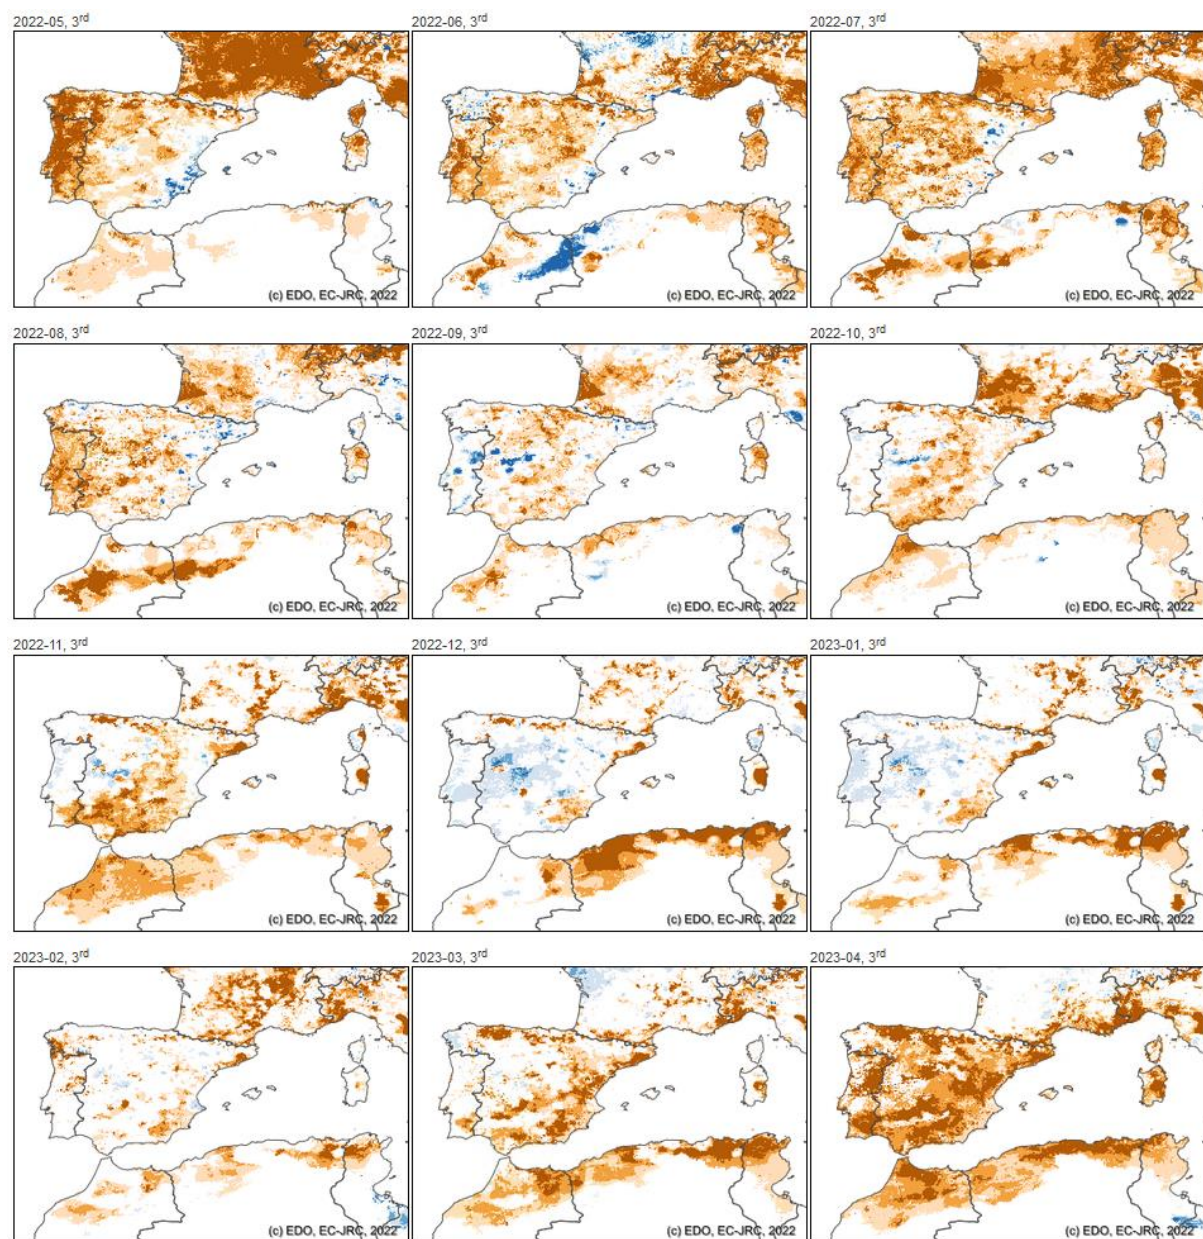 2022-05, 3rd
2022-06, 3rd
2022-07, 3rd
(c) EDO, EC-JRC, 2022
(c) EDO, EC-JRC, 2022
(c) EDO, EC-JRC, 2022
2022-08, 3rd
2022-09, 3rd
2022-10, 3rd
(c) EDO, EC-JRC, 2022
(c) EDO, EC-JRC, 2022
(c) EDO, EC-JRC, 2022
2022-11, 3rd
2022-12, 3rd
2023-01, 3rd
(c) EDO, EC-JRC, 2022
(c) EDO, EC-JRC, 2022
(c) EDO, EC-JRC, 2022
2023-02, 3rd
2023-03, 3rd
2023-04, 3rd
(c) EDO, EC-JRC, 2022
(c) EDO, EC-JRC, 2022
(c) EDO, EC-JRC, 2022